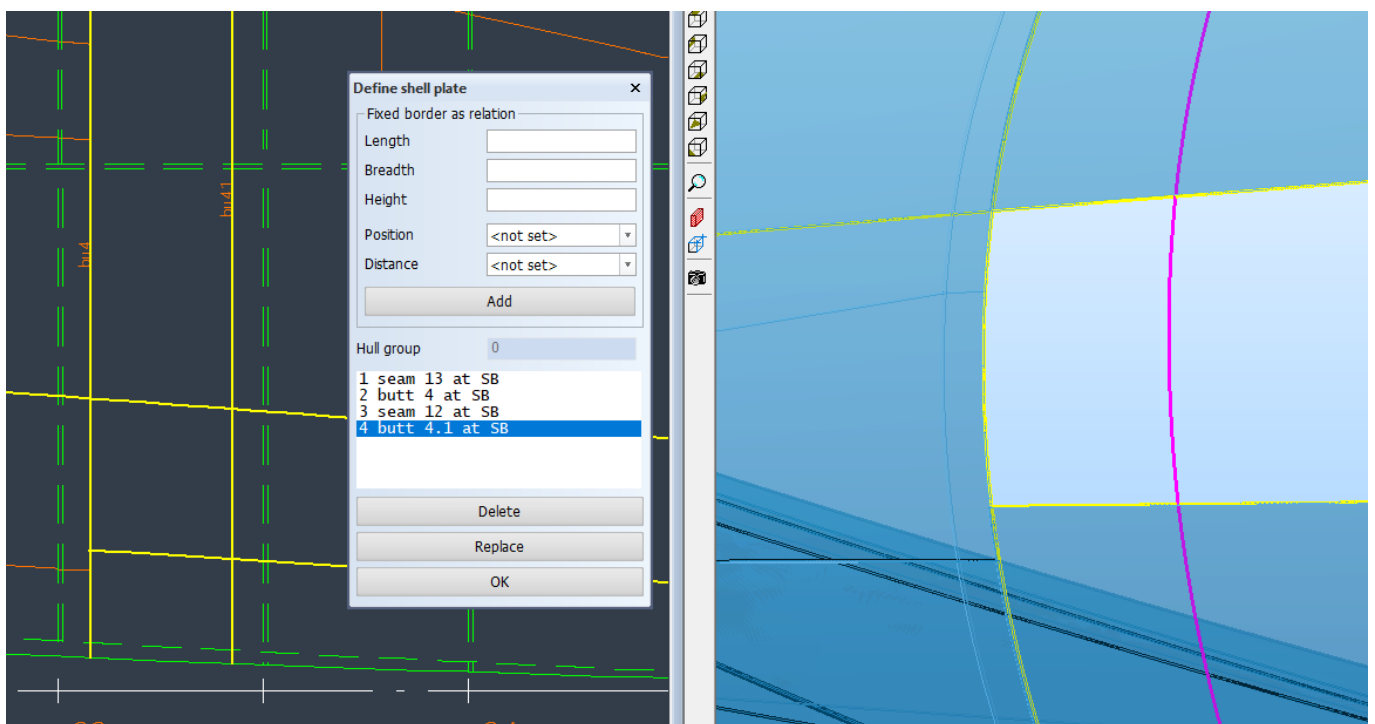 bu4
bu41
Define shell plate
Fixed border as relation
Length
Breadth
Height
Position <not set>
Distance <not set>
Add
Hull group 0
1 seam 13 at SB
2 butt 4 at SB
3 seam 12 at SB
4 butt 4.1 at SB
Delete
Replace
OK